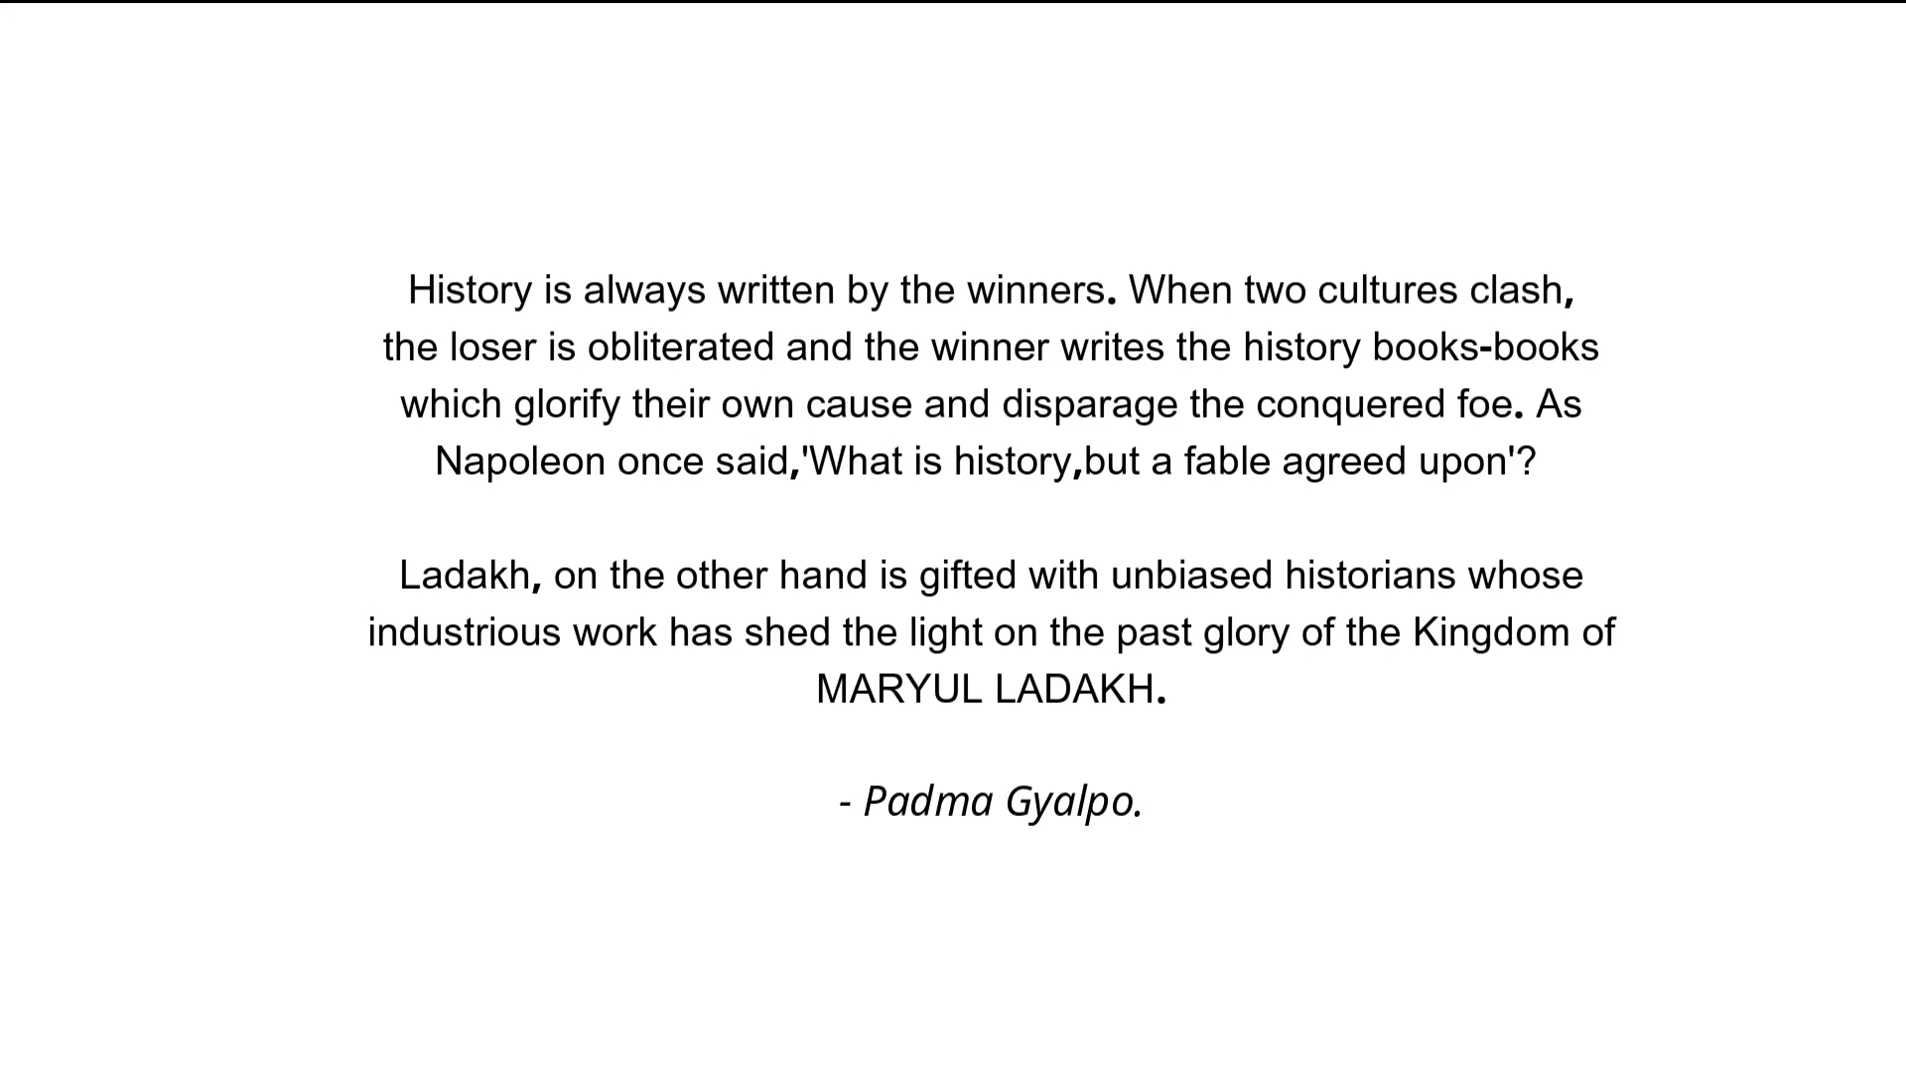 History is always written by the winners. When two cultures clash,
the loser is obliterated and the winner writes the history books-books
which glorify their own cause and disparage the conquered foe. As
Napoleon once said,'What is history,but a fable agreed upon'?
Ladakh, on the other hand is gifted with unbiased historians whose
industrious work has shed the light on the past glory of the Kingdom of
MARYUL LADAKH.
- Padma Gyalpo.